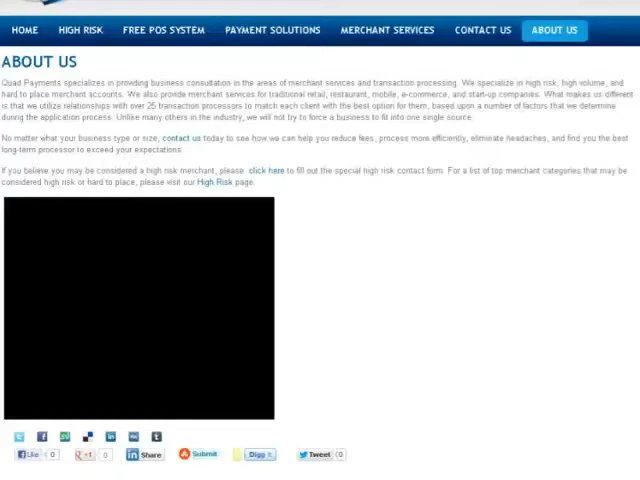 HOME HIGH RISK FREE POS SYSTEM PAYMENT SOLUTIONS MERCHANT SERVICES CONTACT US ABOUT US
ABOUT US
Quad Payments specializes in providing business consultation in the areas of merchant services and transaction processing. We specialize in high risk, high volume, and
hard to place merchant accounts. We also provide merchant services for traditional retail, restaurant, mobile, e-commerce, and start-up companies. What makes us different
is that we utilize relationships with over 25 transaction processors to match each client with the best option for them, based upon a number of factors that we determine
during the application process. Unlike many others in the industry, we will not try to force a business to fit into one single source.
No matter what your business type or size, contact us today to see how we can help you reduce fees, process more efficiently, eliminate headaches, and find you the best
long-term processor to exceed your expectations.
If you believe you may be considered a high risk merchant, please click here to fill out the special high risk contact form. For a list of top merchant categories that may be
considered high risk or hard to place, please visit our High Risk page.
Like 0 +1 0 Share Submit Digg Tweet 0